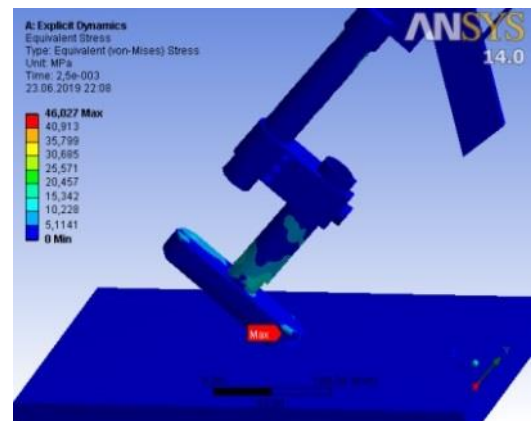 A: Explicit Dynamics
Equivalent Stress
Type: Equivalent (von-Mises) Stress
Unit: MPa
Time: 2,5e-003
23.06.2019 22:08
ANSYS
14.0
46,027 Max
40,913
35,799
30,685
25,571
20,457
15,342
10,228
5,1141
0 Min
Max